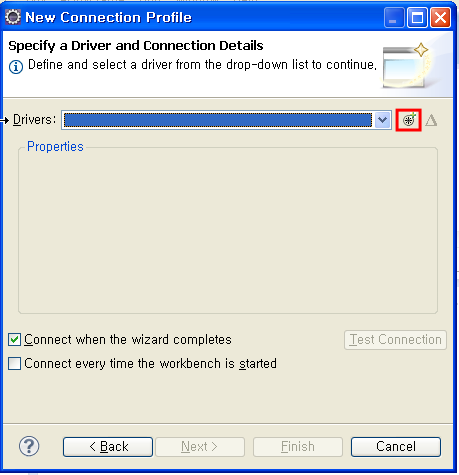 New Connection Profile
Specify a Driver and Connection Details
Define and select a driver from the drop-down list to continue.
Drivers:
Properties
Connect when the wizard completes
Test Connection
Connect every time the workbench is started
< Back
Next >
Finish
Cancel